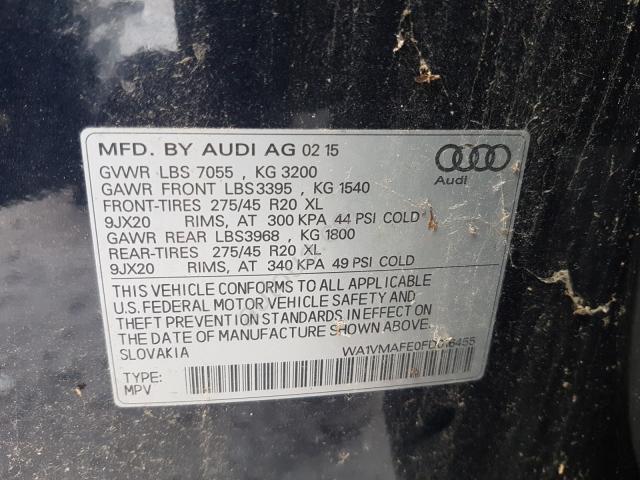 MFD. BY AUDI AG 02 15
GVWR LBS 7055 , KG 3200
GAWR FRONT LBS3395 , KG 1540
FRONT-TIRES 275/45 R20 XL
9JX20 RIMS, AT 300 KPA 44 PSI COLD
GAWR REAR LBS3968 , KG 1800
REAR-TIRES 275/45 R20 XL
9JX20 RIMS, AT 340 KPA 49 PSI COLD
Audi
THIS VEHICLE CONFORMS TO ALL APPLICABLE
U.S. FEDERAL MOTOR VEHICLE SAFETY AND
THEFT PREVENTION STANDARDS IN EFFECT ON
THE DATE OF MANUFACTURE SHOWN ABOVE.
SLOVAKIA
TYPE:
MPV